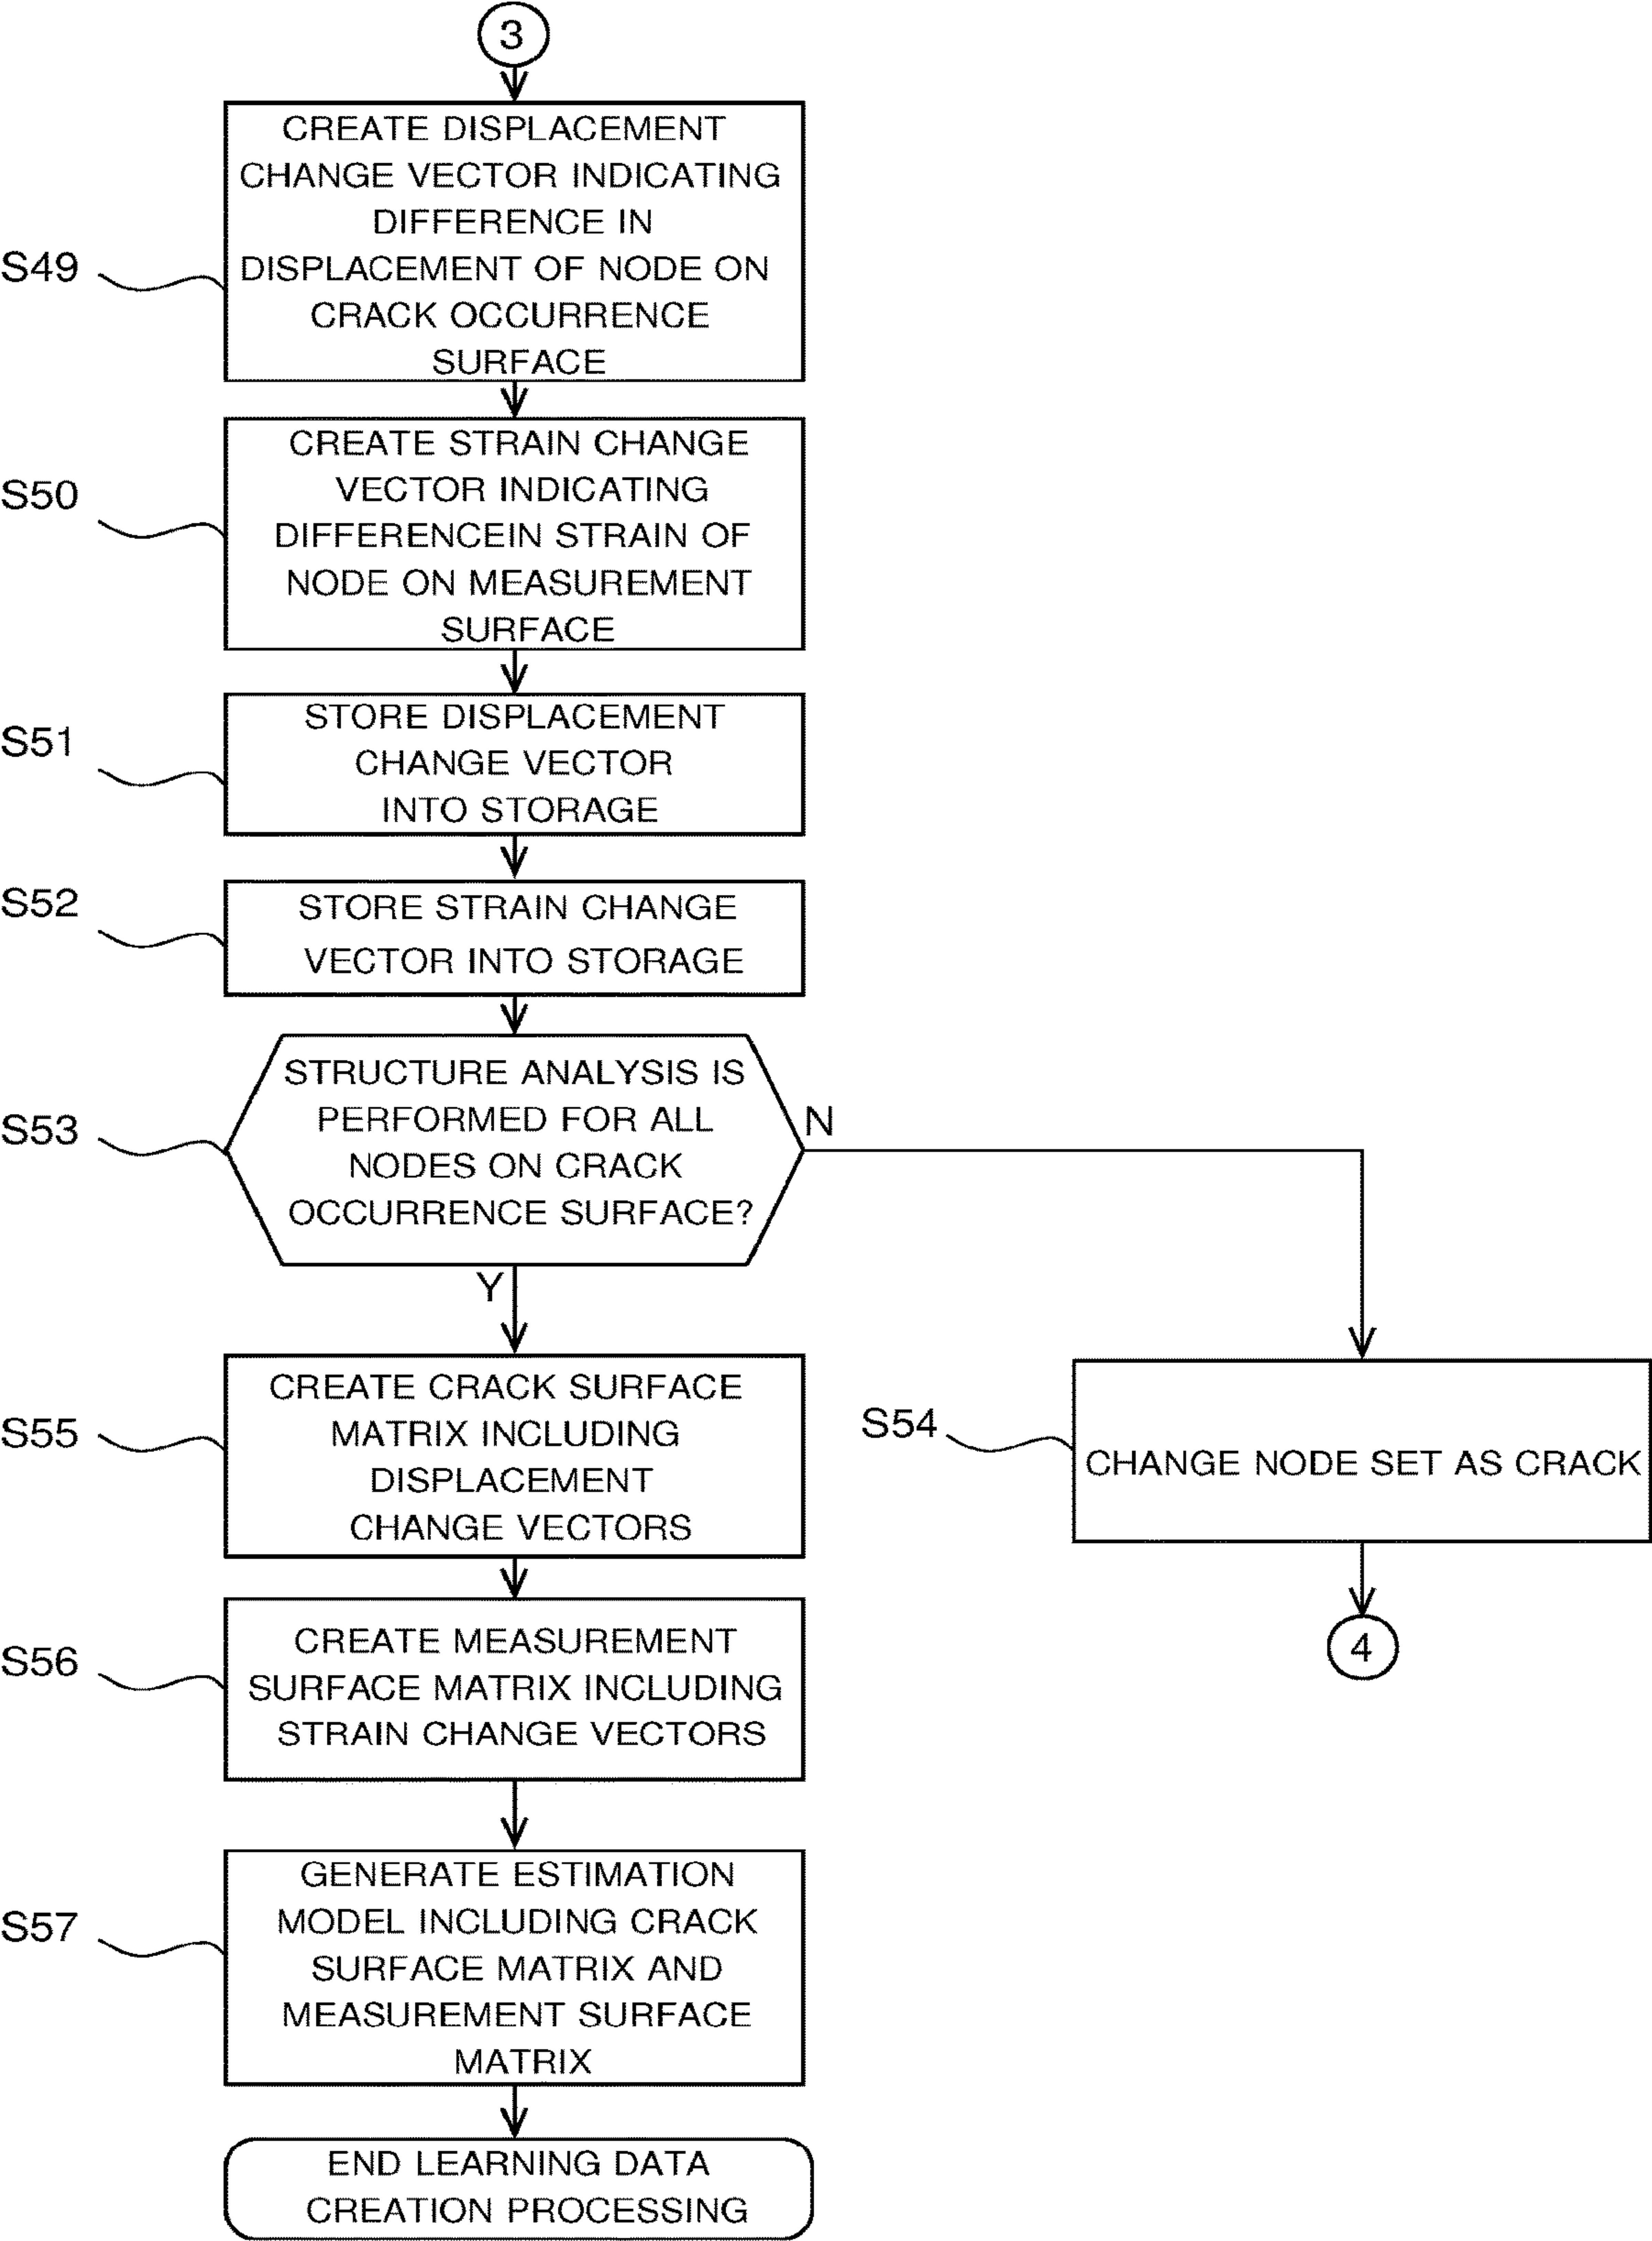 3
CREATE DISPLACEMENT
CHANGE VECTOR INDICATING
DIFFERENCE IN
DISPLACEMENT OF NODE ON
CRACK OCCURRENCE
SURFACE
S49
CREATE STRAIN CHANGE
VECTOR INDICATING
DIFFERENCEIN STRAIN OF
NODE ON MEASUREMENT
SURFACE
S50
STORE DISPLACEMENT
CHANGE VECTOR
INTO STORAGE
S51
STORE STRAIN CHANGE
VECTOR INTO STORAGE
S52
STRUCTURE ANALYSIS IS
PERFORMED FOR ALL
NODES ON CRACK
OCCURRENCE SURFACE?
S53
N
Y
CREATE CRACK SURFACE
MATRIX INCLUDING
DISPLACEMENT
CHANGE VECTORS
S55
S54
CHANGE NODE SET AS CRACK
4
CREATE MEASUREMENT
SURFACE MATRIX INCLUDING
STRAIN CHANGE VECTORS
S56
GENERATE ESTIMATION
MODEL INCLUDING CRACK
SURFACE MATRIX AND
MEASUREMENT SURFACE
MATRIX
S57
END LEARNING DATA
CREATION PROCESSING